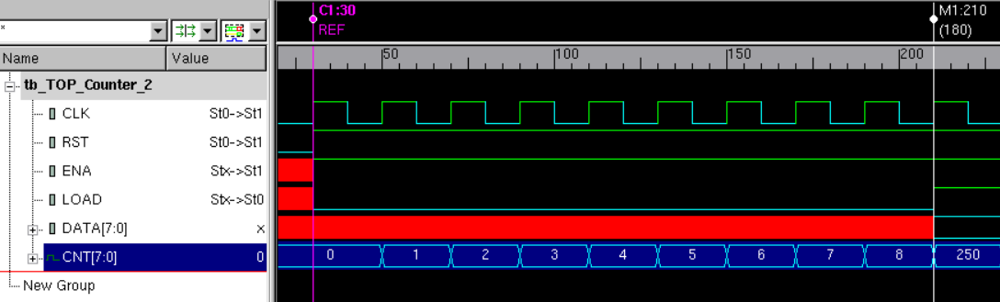 C1:30
REF
M1:210
(180)
*
Name Value
50 100 150 200
tb_TOP_Counter_2
CLK St0->St1
RST St0->St1
ENA Stx->St1
LOAD Stx->St0
DATA[7:0] x
CNT[7:0] 0 0 1 2 3 4 5 6 7 8 250
New Group